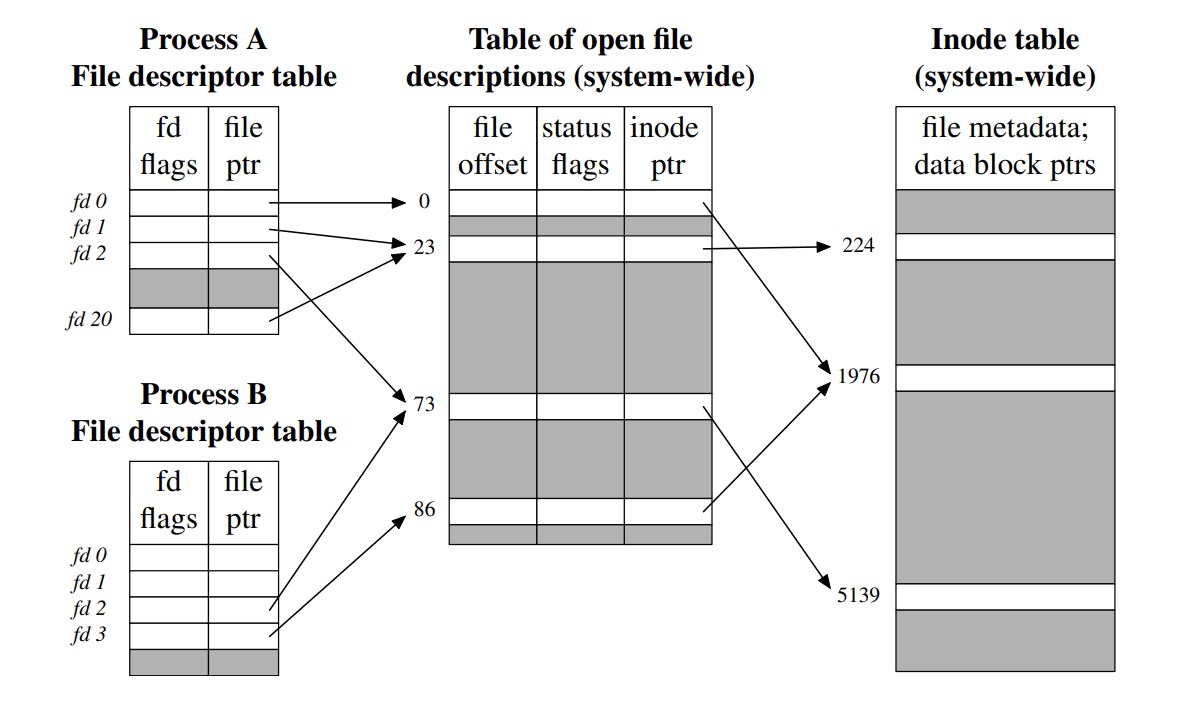 Process A
File descriptor table
fd
flags
file
ptr
fd 0
fd 1
fd 2
fd 20
Process B
File descriptor table
fd
flags
file
ptr
fd 0
fd 1
fd 2
fd 3
Table of open file
descriptions (system-wide)
file
offset
status
flags
inode
ptr
0
23
73
86
Inode table
(system-wide)
file metadata;
data block ptrs
224
1976
5139